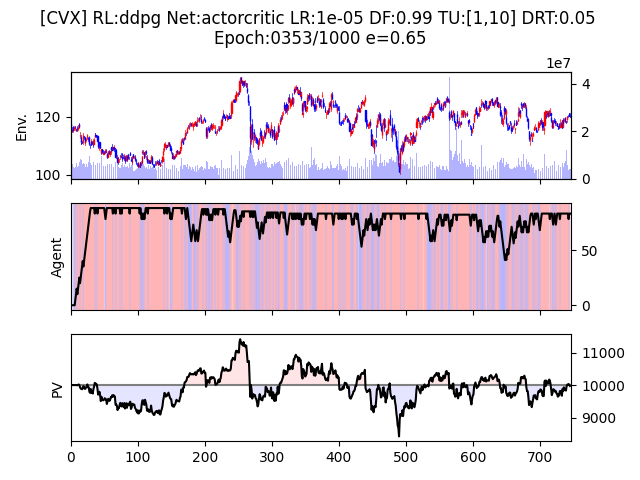 [CVX] RL:ddpg Net:actorcritic LR:1e-05 DF:0.99 TU:[1,10] DRT:0.05
Epoch:0353/1000 e=0.65
1e7
Env.
120
100
4
2
0
Agent
50
0
PV
11000
10000
9000
0 100 200 300 400 500 600 700